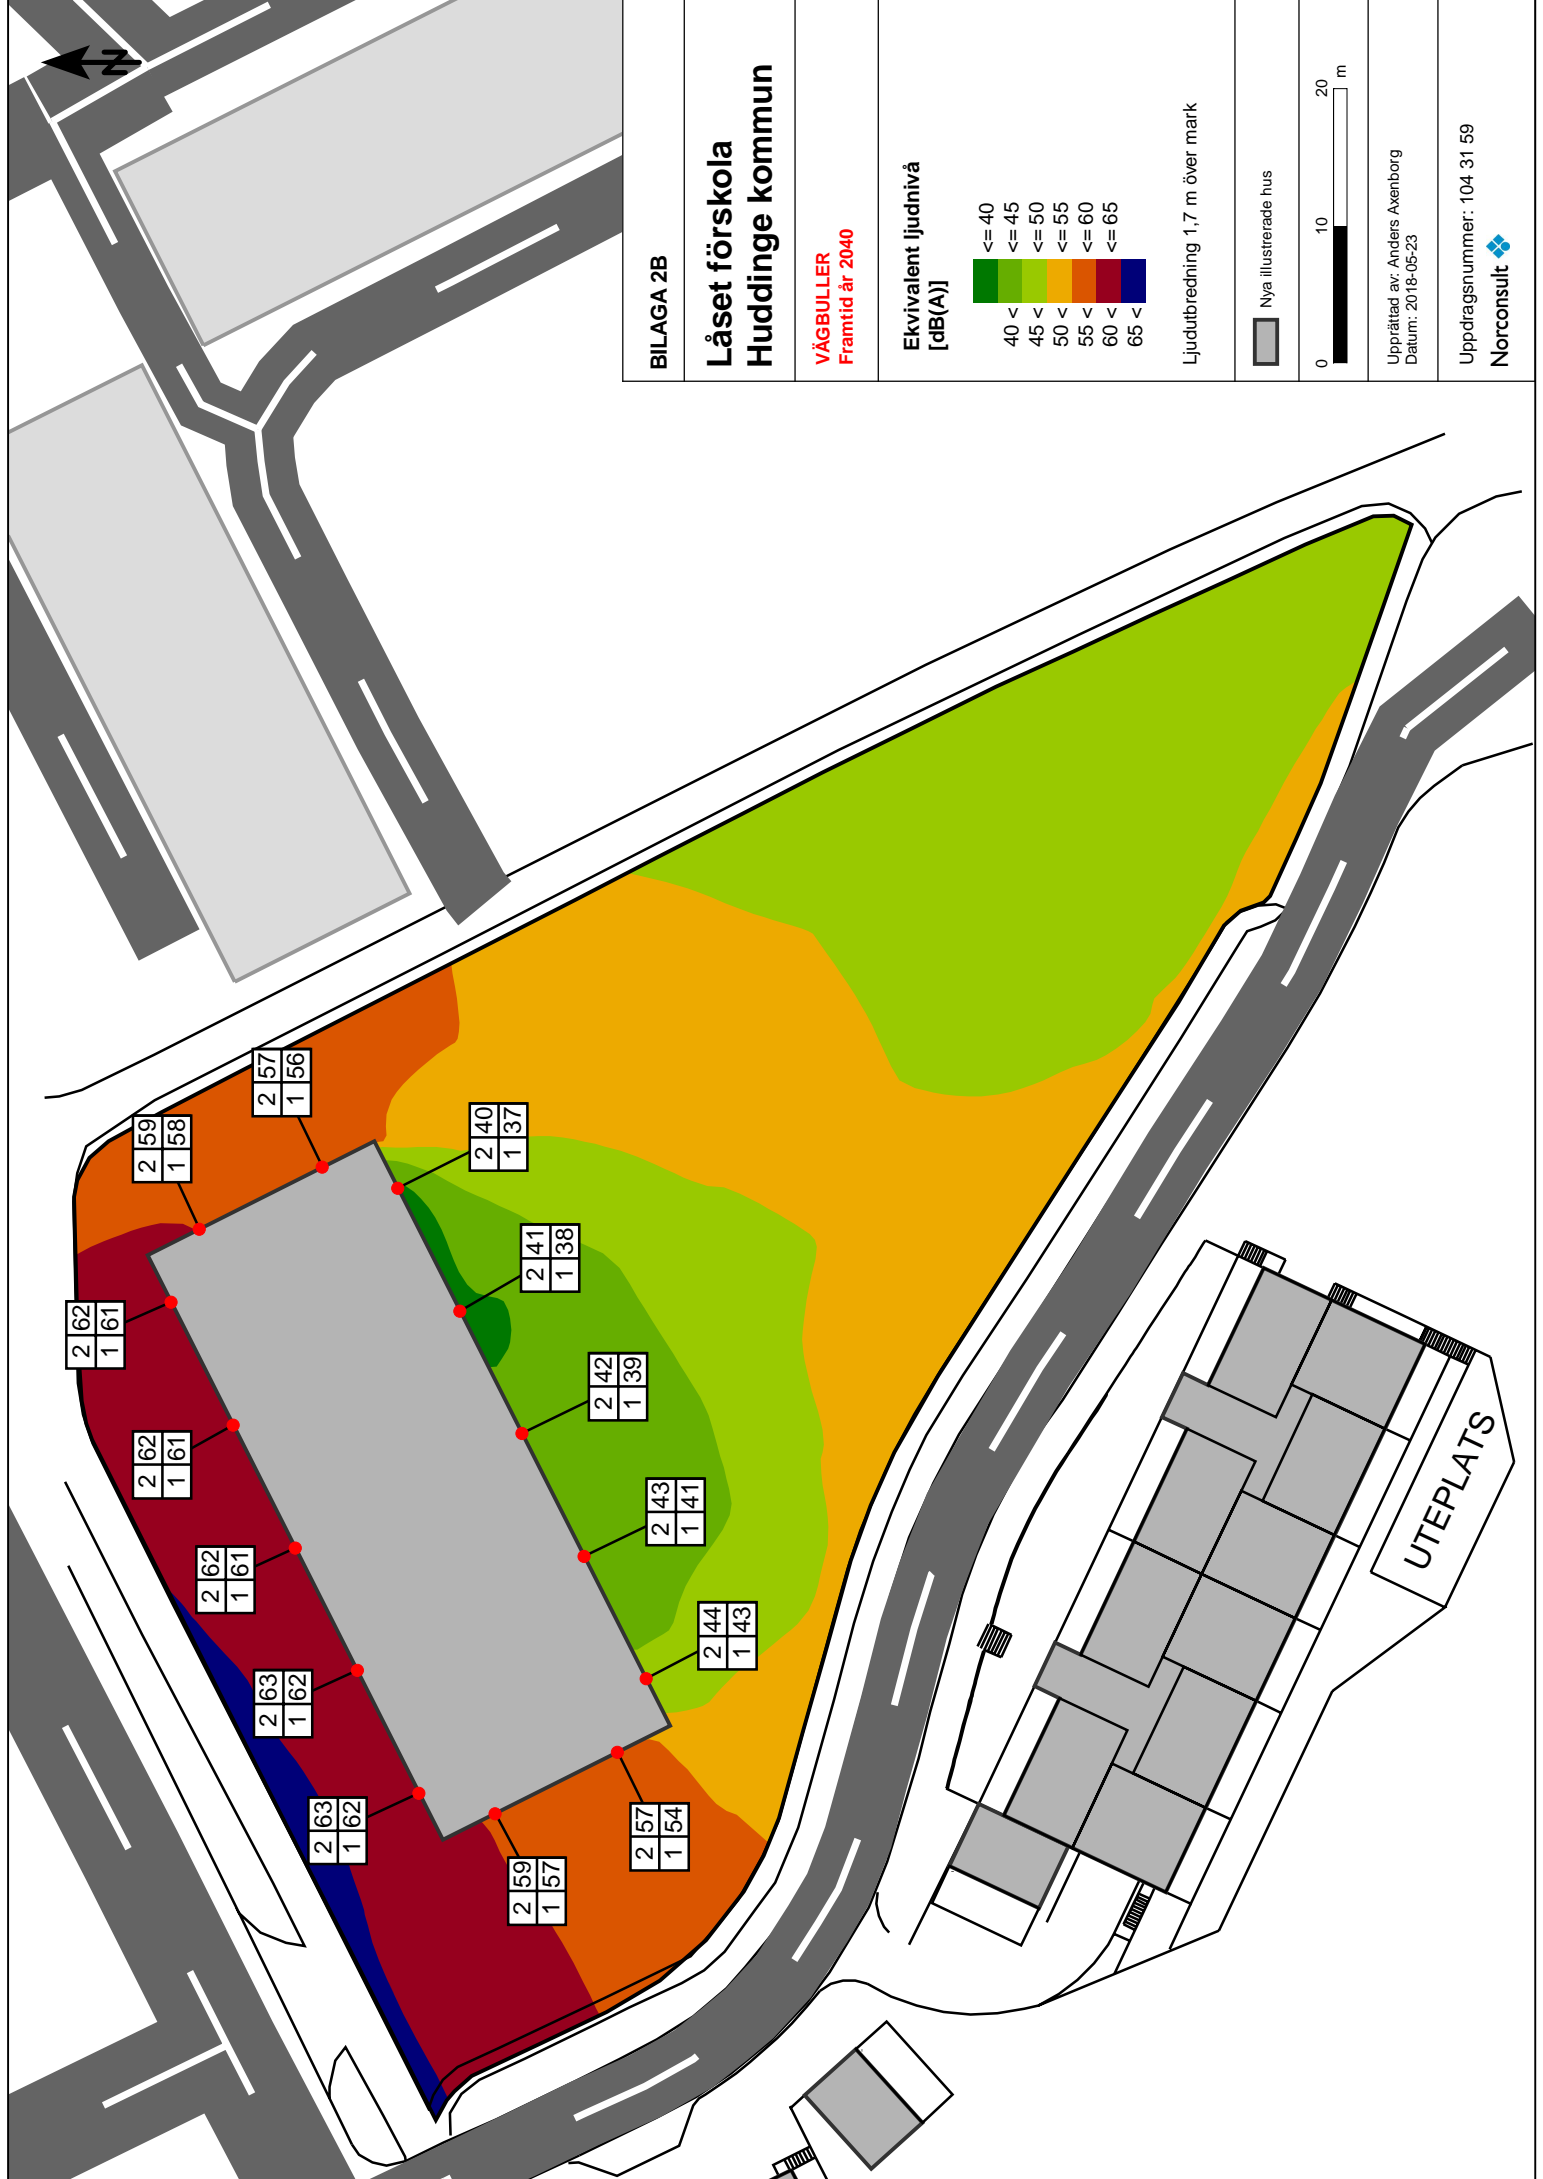 N
2 59
1 58
2 57
1 56
2 62
1 61
2 62
1 61
2 62
1 61
2 63
1 62
2 63
1 62
2 59
1 57
2 57
1 54
2 40
1 37
2 41
1 38
2 42
1 39
2 43
1 41
2 44
1 43
UTEPLATS
BILAGA 2B
Låset förskola
Huddinge kommun
VÄGBULLER
Framtid år 2040
Ekvivalent ljudnivå
[dB(A)]
<= 40
40 < <= 45
45 < <= 50
50 < <= 55
55 < <= 60
60 < <= 65
65 <
Ljudutbredning 1,7 m över mark
Nya illustrerade hus
0 10 20
m
Upprättad av: Anders Axenborg
Datum: 2018-05-23
Uppdragsnummer: 104 31 59
Norconsult